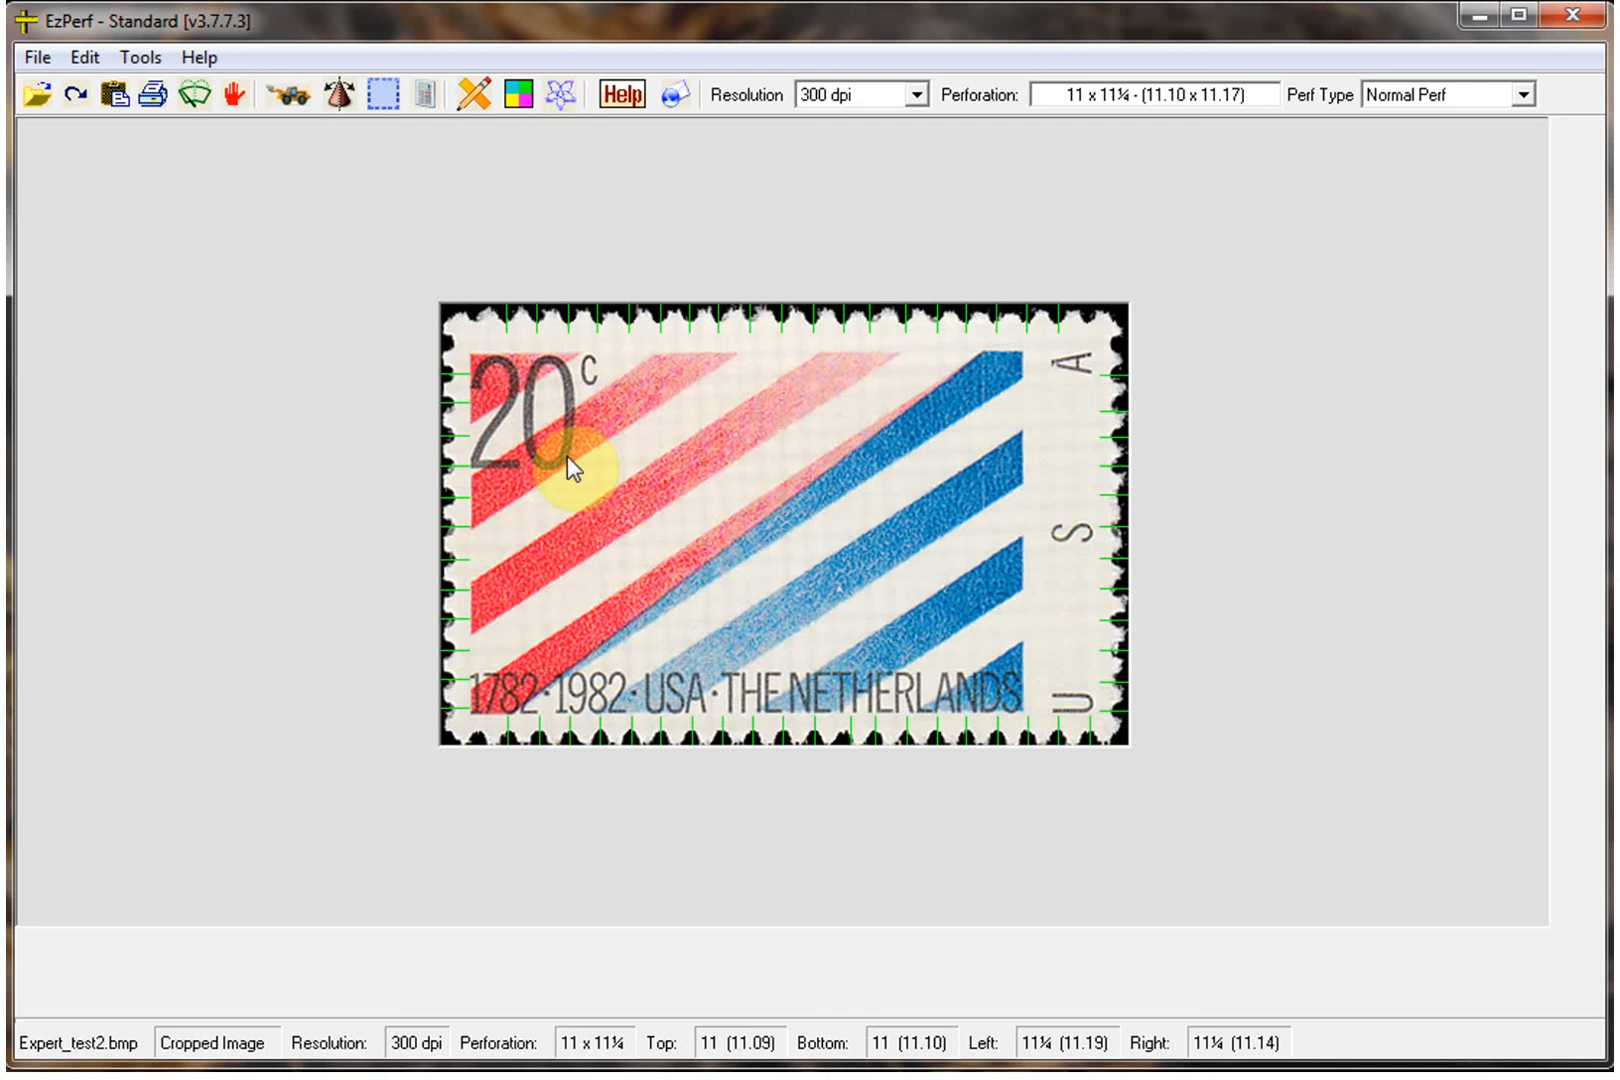 EzPerf - Standard [v3.7.7.3]
File Edit Tools Help
Help Resolution 300 dpi Perforation: 11 x 11¼ - (11.10 x 11.17) Perf Type Normal Perf
20c
A
S
U
1782·1982·USA·THE NETHERLANDS
Expert_test2.bmp Cropped Image Resolution: 300 dpi Perforation: 11 x 11¼ Top: 11 (11.09) Bottom: 11 (11.10) Left: 11¼ (11.19) Right: 11¼ (11.14)